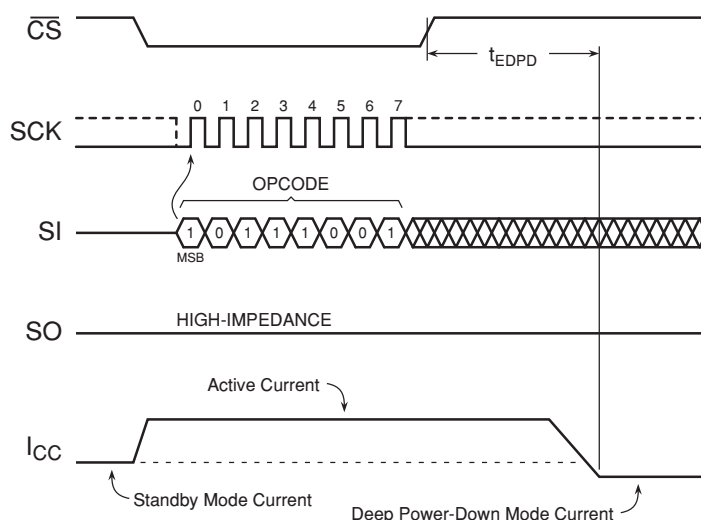 CS
tEDPD
0 1 2 3 4 5 6 7
SCK
OPCODE
SI
1 0 1 1 1 0 0 1
MSB
HIGH-IMPEDANCE
SO
Active Current
ICC
Standby Mode Current
Deep Power-Down Mode Current